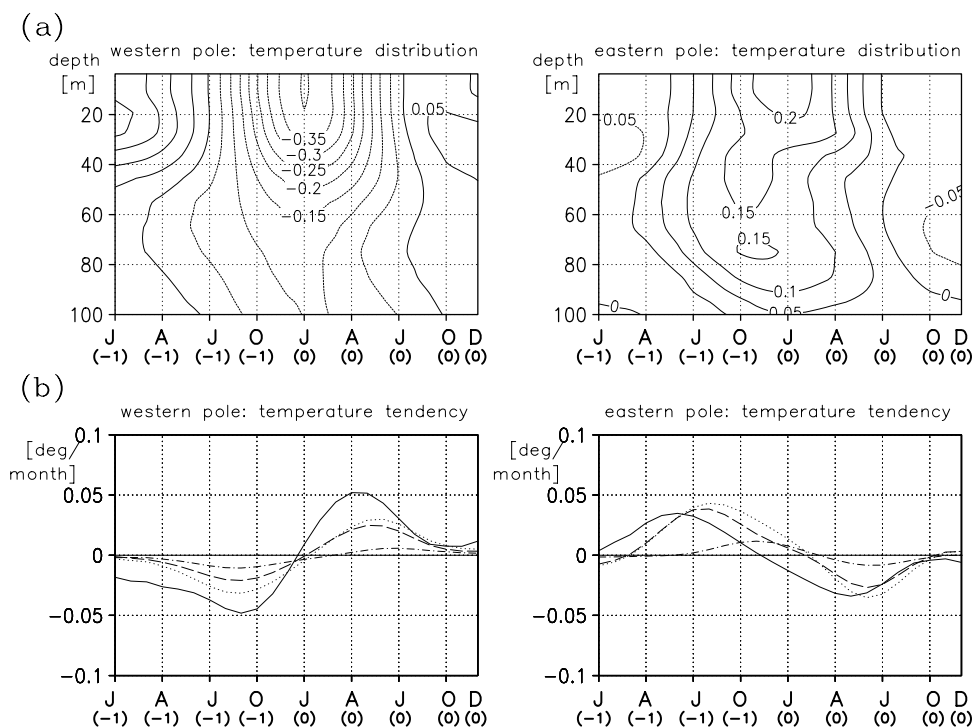 (a)
western pole: temperature distribution
depth
[m]
20
40
60
80
100
0.05
−0.35
−0.3
−0.25
−0.2
−0.15
J A J O J A J O D
(−1) (−1) (−1) (−1) (0) (0) (0) (0) (0)
eastern pole: temperature distribution
depth
[m]
20
40
60
80
100
−0.05
0.2
0.15
0.15
−0.05
0.1
0.05
0
0
J A J O J A J O D
(−1) (−1) (−1) (−1) (0) (0) (0) (0) (0)
(b)
western pole: temperature tendency
[deg/
month]
0.1
0.05
0
−0.05
−0.1
J A J O J A J O D
(−1) (−1) (−1) (−1) (0) (0) (0) (0) (0)
eastern pole: temperature tendency
[deg/
month]
0.1
0.05
0
−0.05
−0.1
J A J O J A J O D
(−1) (−1) (−1) (−1) (0) (0) (0) (0) (0)